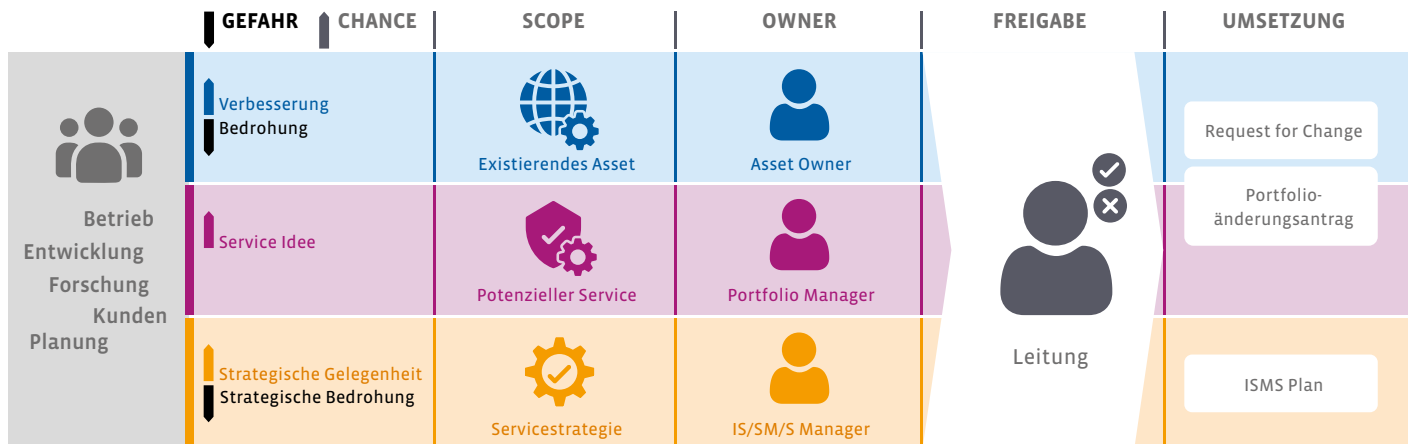 GEFAHR
CHANCE
SCOPE
OWNER
FREIGABE
UMSETZUNG
Betrieb
Entwicklung
Forschung
Kunden
Planung
Verbesserung
Bedrohung
Existierendes Asset
Asset Owner
Service Idee
Potenzieller Service
Portfolio Manager
Strategische Gelegenheit
Strategische Bedrohung
Servicestrategie
IS/SM/S Manager
Leitung
Request for Change
Portfolio-
änderungsantrag
ISMS Plan